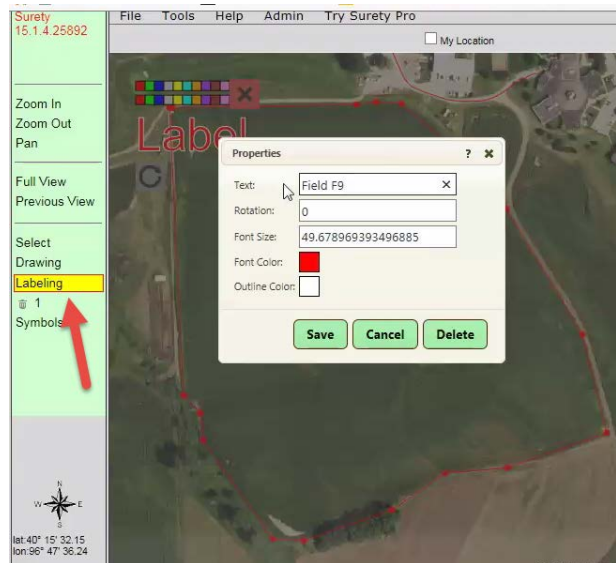 Surety
15.1.4.25892
File Tools Help Admin Try Surety Pro
My Location
Zoom In
Zoom Out
Pan
Full View
Previous View
Select
Drawing
Labeling
1
Symbols
Label
Properties ? ×
Text: Field F9 ×
Rotation: 0
Font Size: 49.678969393496885
Font Color:
Outline Color:
Save Cancel Delete
N
W E
S
lat:40° 15' 32.15
lon:96° 47' 36.24